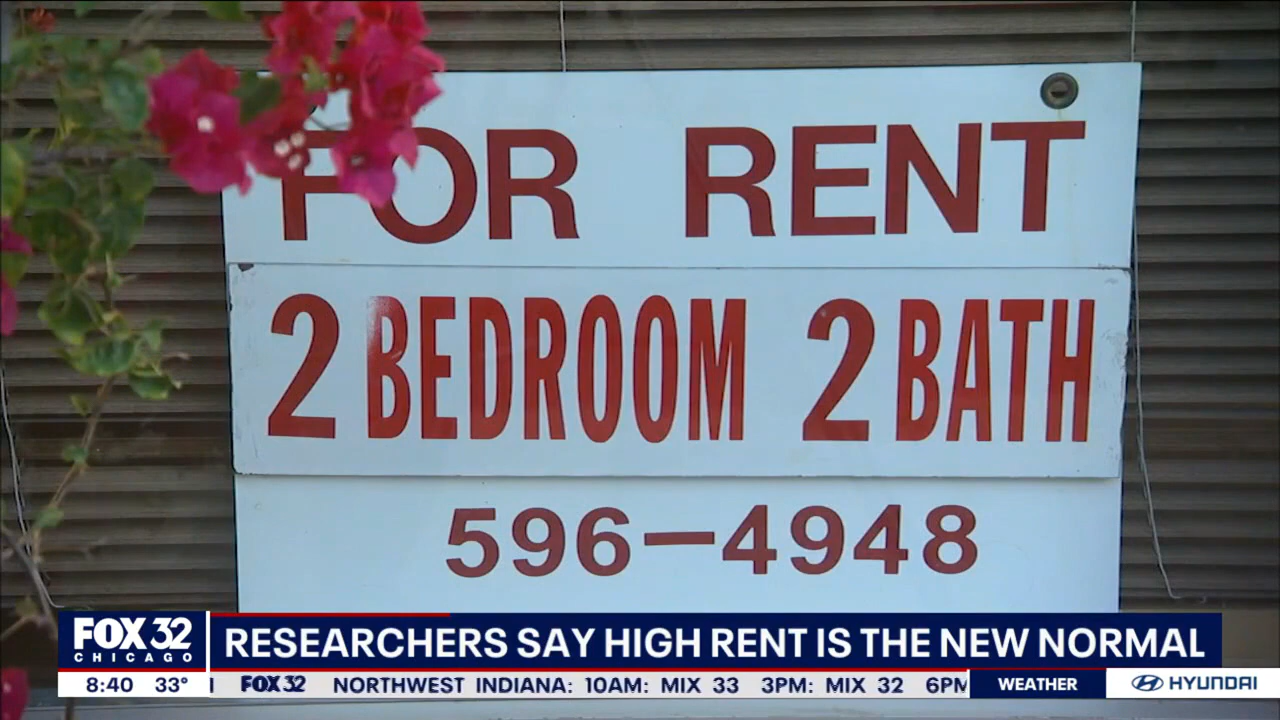 FOR RENT
2 BEDROOM 2 BATH
596-4948
FOX 32
CHICAGO
RESEARCHERS SAY HIGH RENT IS THE NEW NORMAL
8:40 33° FOX 32 NORTHWEST INDIANA: 10AM: MIX 33 3PM: MIX 32 6PM WEATHER HYUNDAI